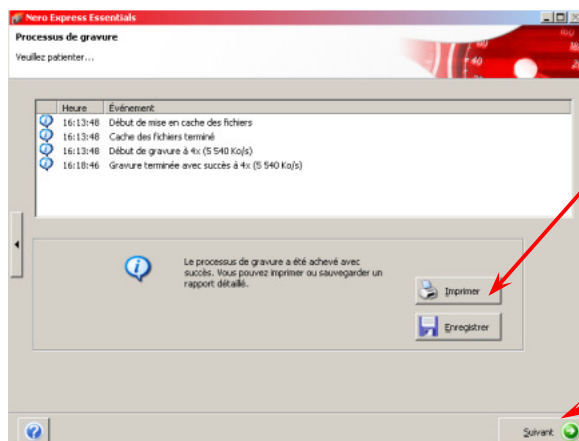 Nero Express Essentials
Processus de gravure
Veuillez patienter...
Heure Événement
16:13:48 Début de mise en cache des fichiers
16:13:48 Cache des fichiers terminé
16:13:48 Début de gravure à 4x (5 540 Ko/s)
16:18:46 Gravure terminée avec succès à 4x (5 540 Ko/s)
Le processus de gravure a été achevé avec
succès. Vous pouvez imprimer ou sauvegarder un
rapport détaillé.
Imprimer
Enregistrer
Suivant